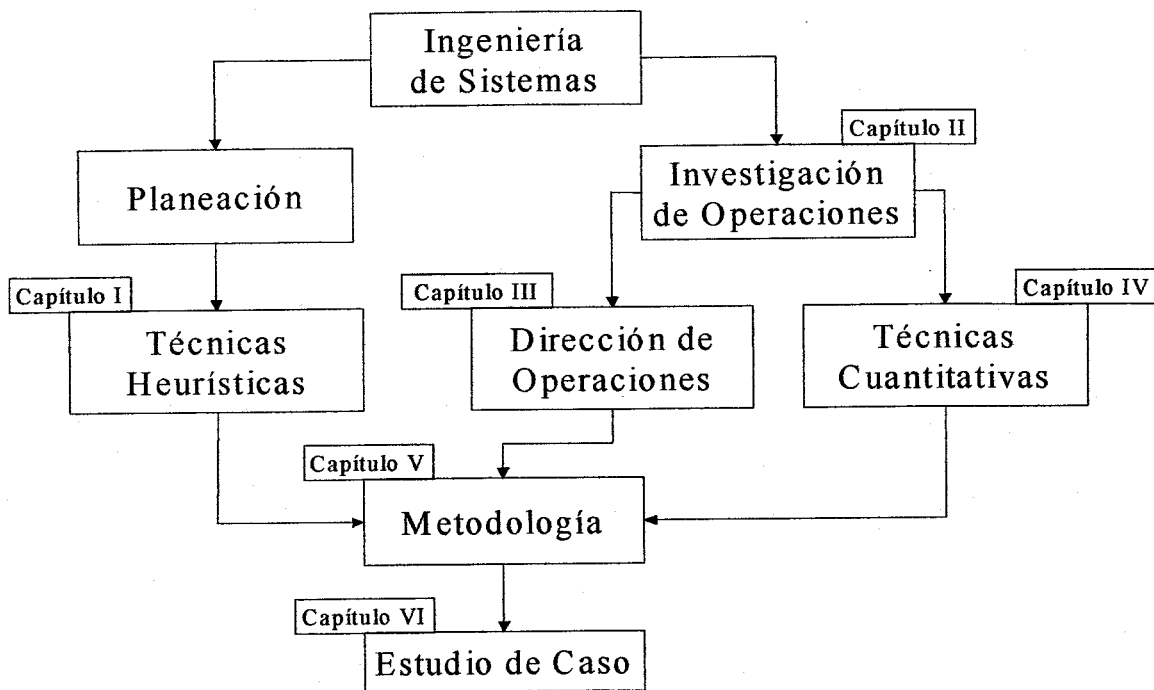 Ingeniería
de Sistemas
Capítulo II
Planeación
Investigación
de Operaciones
Capítulo I
Capítulo III
Capítulo IV
Técnicas
Heurísticas
Dirección de
Operaciones
Técnicas
Cuantitativas
Capítulo V
Metodología
Capítulo VI
Estudio de Caso